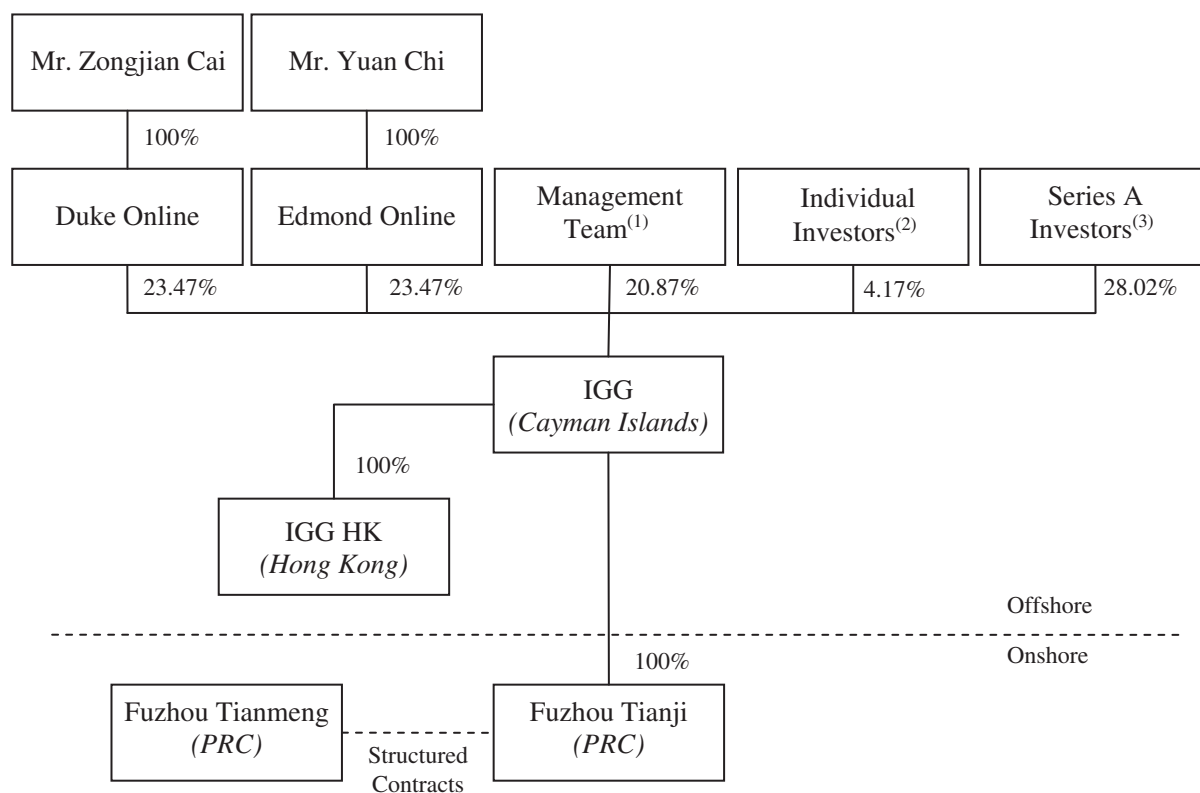 Mr. Zongjian Cai
Mr. Yuan Chi
100%
100%
Duke Online
Edmond Online
Management
Team(1)
Individual
Investors(2)
Series A
Investors(3)
23.47%
23.47%
20.87%
4.17%
28.02%
IGG
(Cayman Islands)
100%
IGG HK
(Hong Kong)
Offshore
Onshore
100%
Fuzhou Tianmeng
(PRC)
Structured
Contracts
Fuzhou Tianji
(PRC)